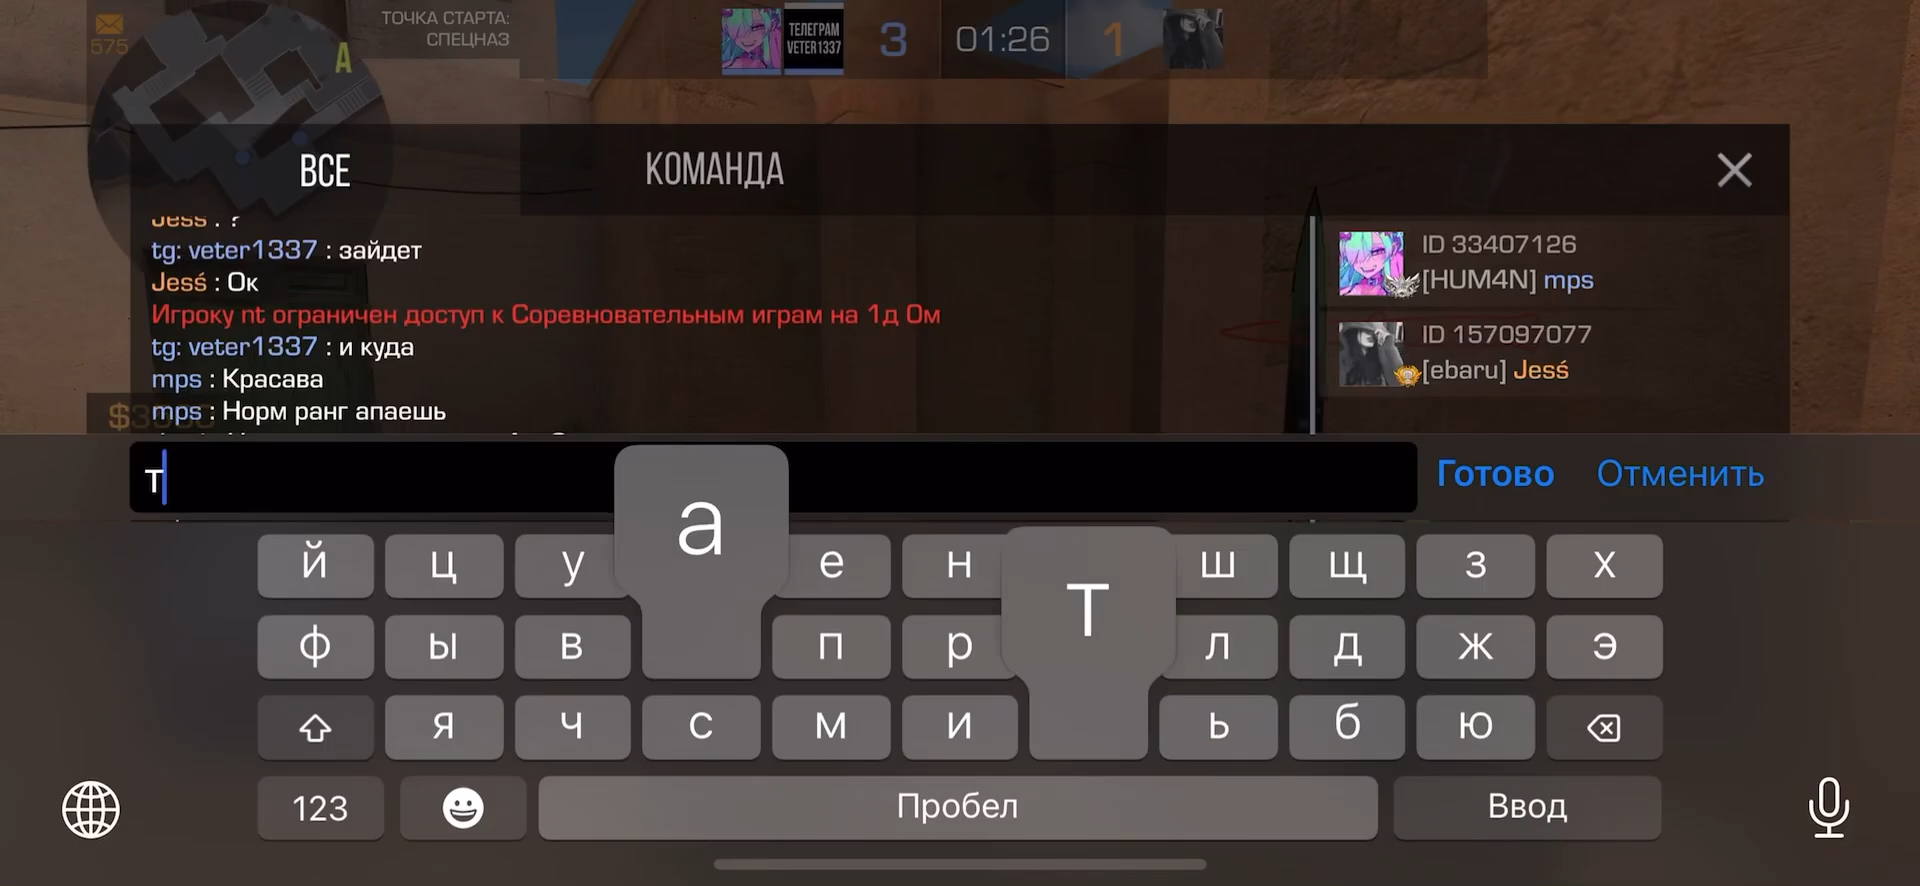 575
ТОЧКА СТАРТА:
СПЕЦНАЗ
A
ТЕЛЕГРАМ
VETER1337
3
01:26
1
ВСЕ
КОМАНДА
Jess : ?
tg: veter1337 : зайдет
Jesś : Ок
Игроку nt ограничен доступ к Соревновательным играм на 1д 0м
tg: veter1337 : и куда
mps : Красава
mps : Норм ранг апаешь
ID 33407126
[HUM4N] mps
ID 157097077
[ebaru] Jesś
т
Готово
Отменить
а
т
й ц у е н ш щ з х
ф ы в п р л д ж э
я ч с м и ь б ю
123
Пробел
Ввод